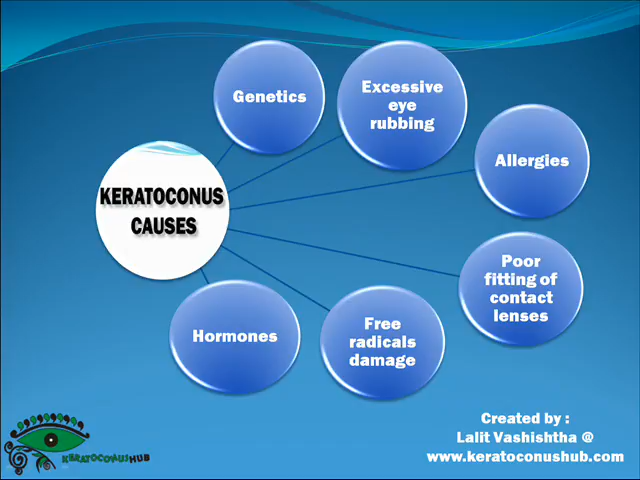 Genetics
Excessive
eye
rubbing
Allergies
KERATOCONUS
CAUSES
Poor
fitting of
contact
lenses
Hormones
Free
radicals
damage
Created by :
Lalit Vashishtha @
www.keratoconushub.com
KERATOCONUSHUB